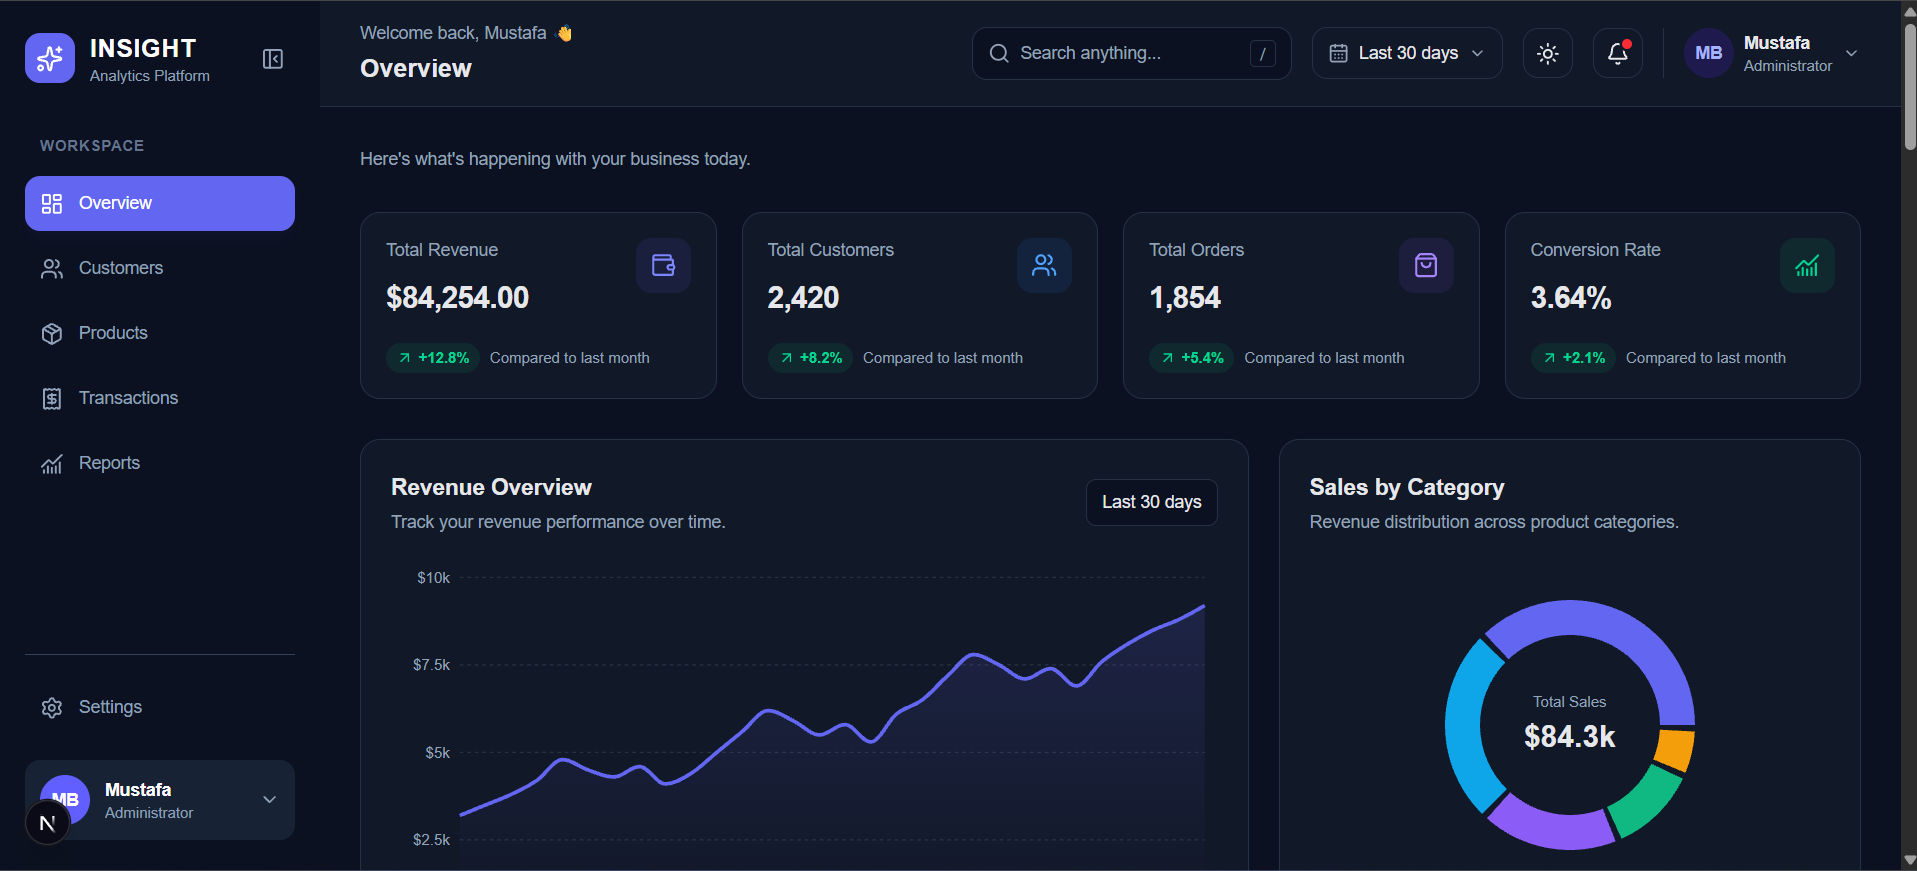 INSIGHT
Analytics Platform
WORKSPACE
Overview
Customers
Products
Transactions
Reports
Settings
MB
Mustafa
Administrator
N
Welcome back, Mustafa 👋
Overview
Search anything...
/
Last 30 days
MB
Mustafa
Administrator
Here's what's happening with your business today.
Total Revenue
$84,254.00
+12.8% Compared to last month
Total Customers
2,420
+8.2% Compared to last month
Total Orders
1,854
+5.4% Compared to last month
Conversion Rate
3.64%
+2.1% Compared to last month
Revenue Overview
Track your revenue performance over time.
Last 30 days
$10k
$7.5k
$5k
$2.5k
Sales by Category
Revenue distribution across product categories.
Total Sales
$84.3k